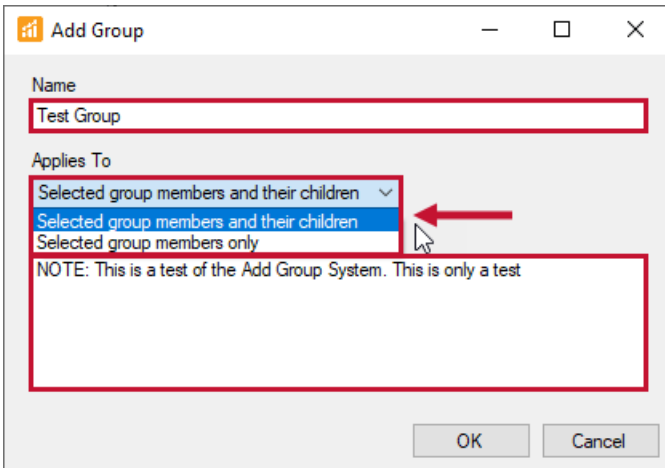 Add Group
Name
Test Group
Applies To
Selected group members and their children
Selected group members and their children
Selected group members only
NOTE: This is a test of the Add Group System. This is only a test
OK
Cancel